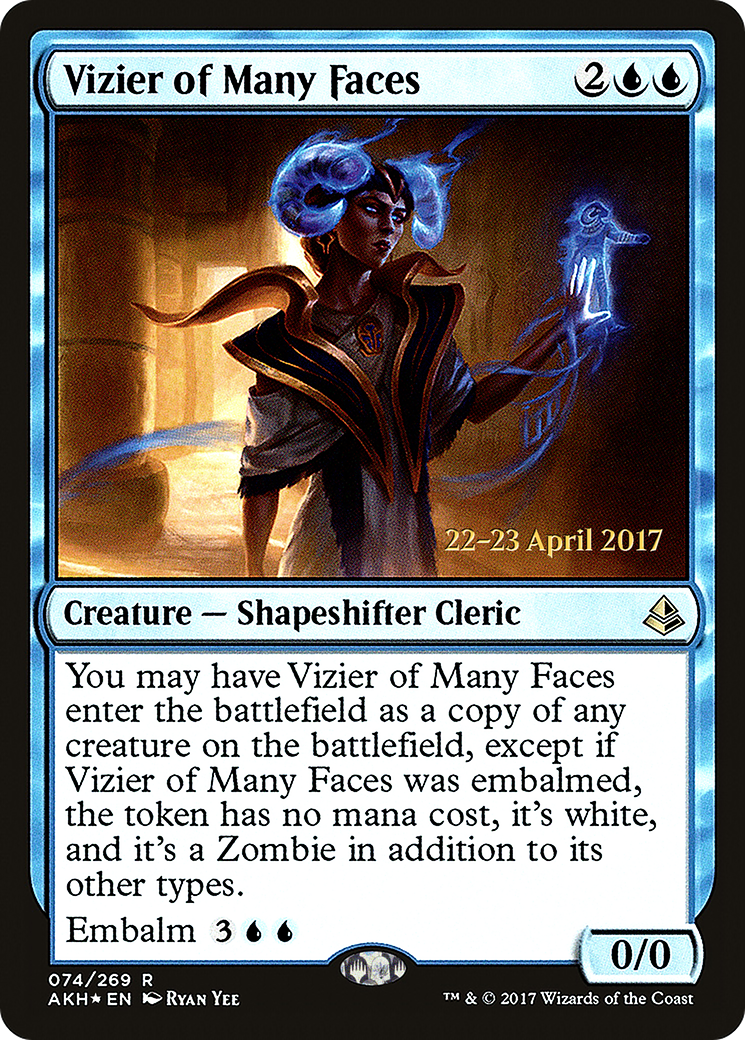 Vizier of Many Faces 2
22–23 April 2017
Creature — Shapeshifter Cleric
You may have Vizier of Many Faces
enter the battlefield as a copy of any
creature on the battlefield, except if
Vizier of Many Faces was embalmed,
the token has no mana cost, it's white,
and it's a Zombie in addition to its
other types.
Embalm 3
0/0
074/269 R
AKH★EN Ryan Yee
™ & © 2017 Wizards of the Coast